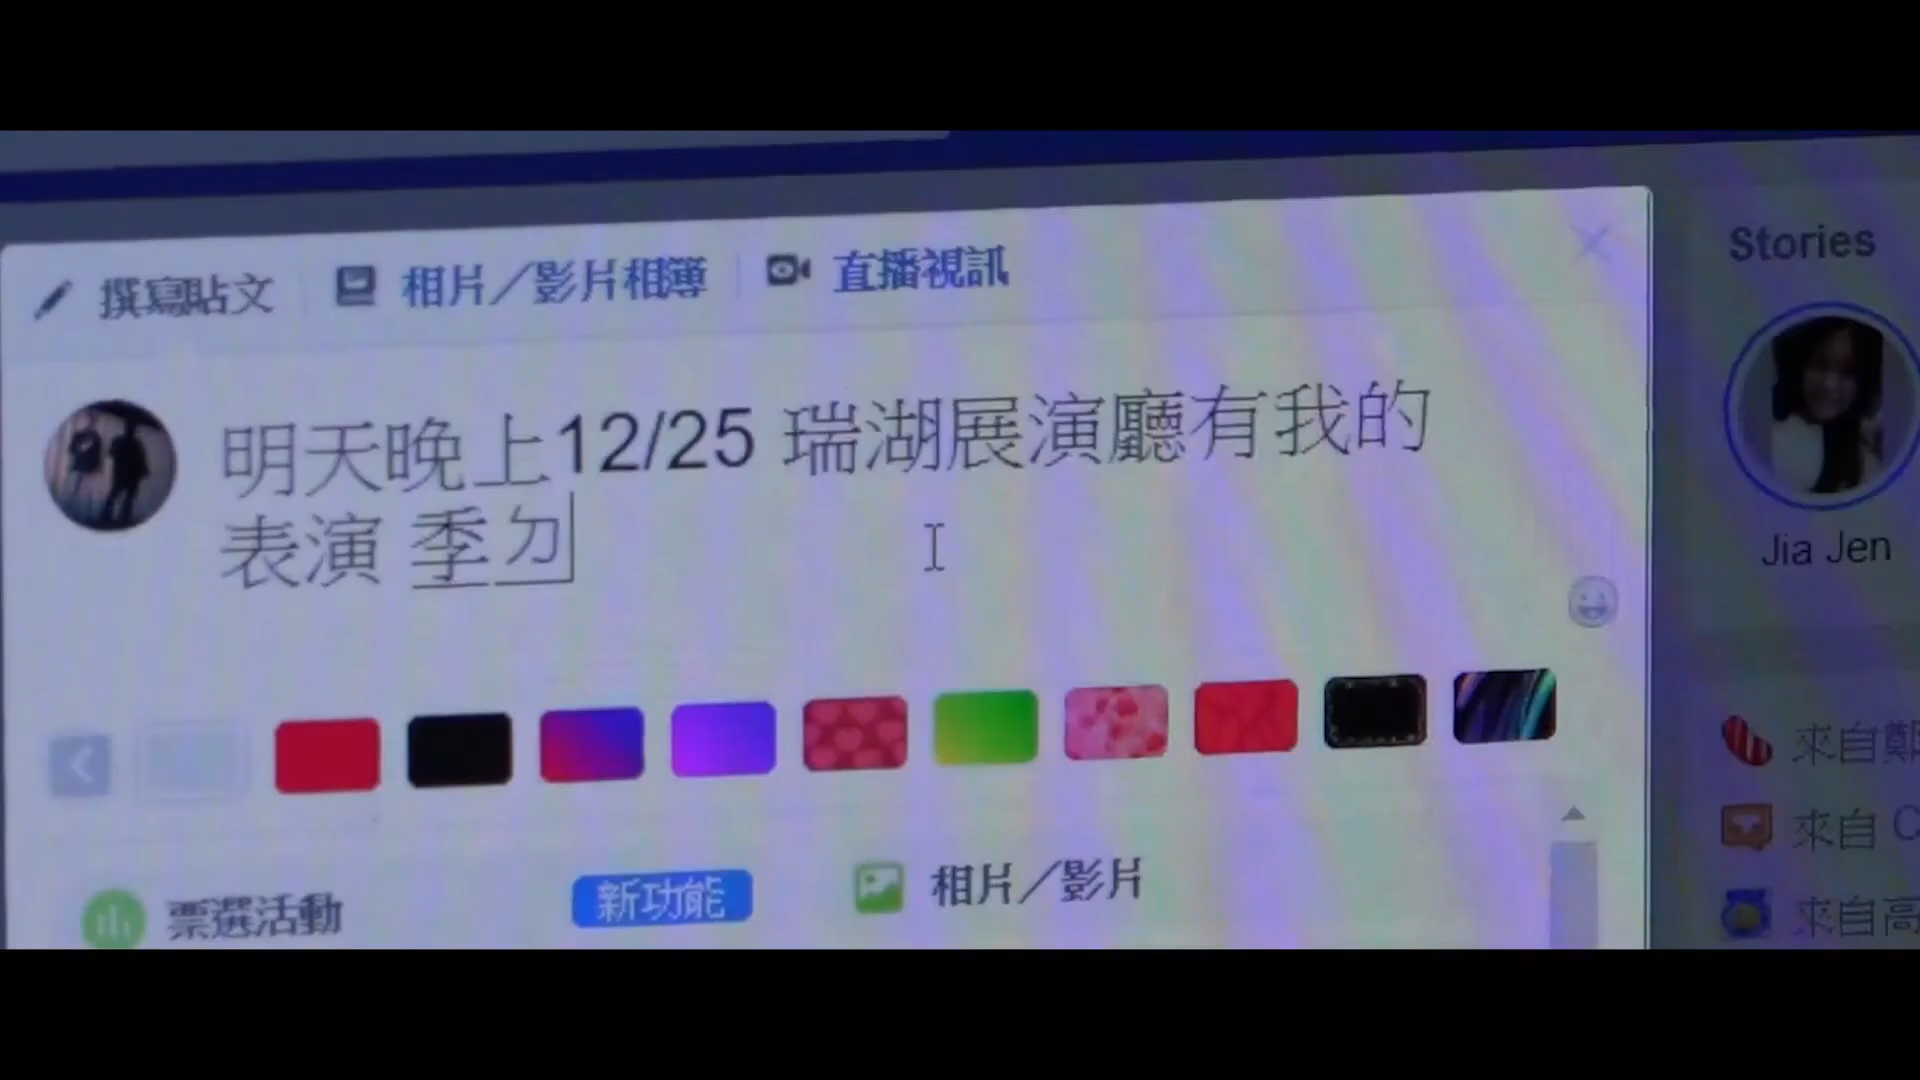 撰寫貼文
相片／影片相簿
直播視訊
明天晚上12/25 瑞湖展演廳有我的
表演 季ㄉ
新功能
票選活動
相片／影片
Stories
Jia Jen
來自鄭
來自 C
來自高